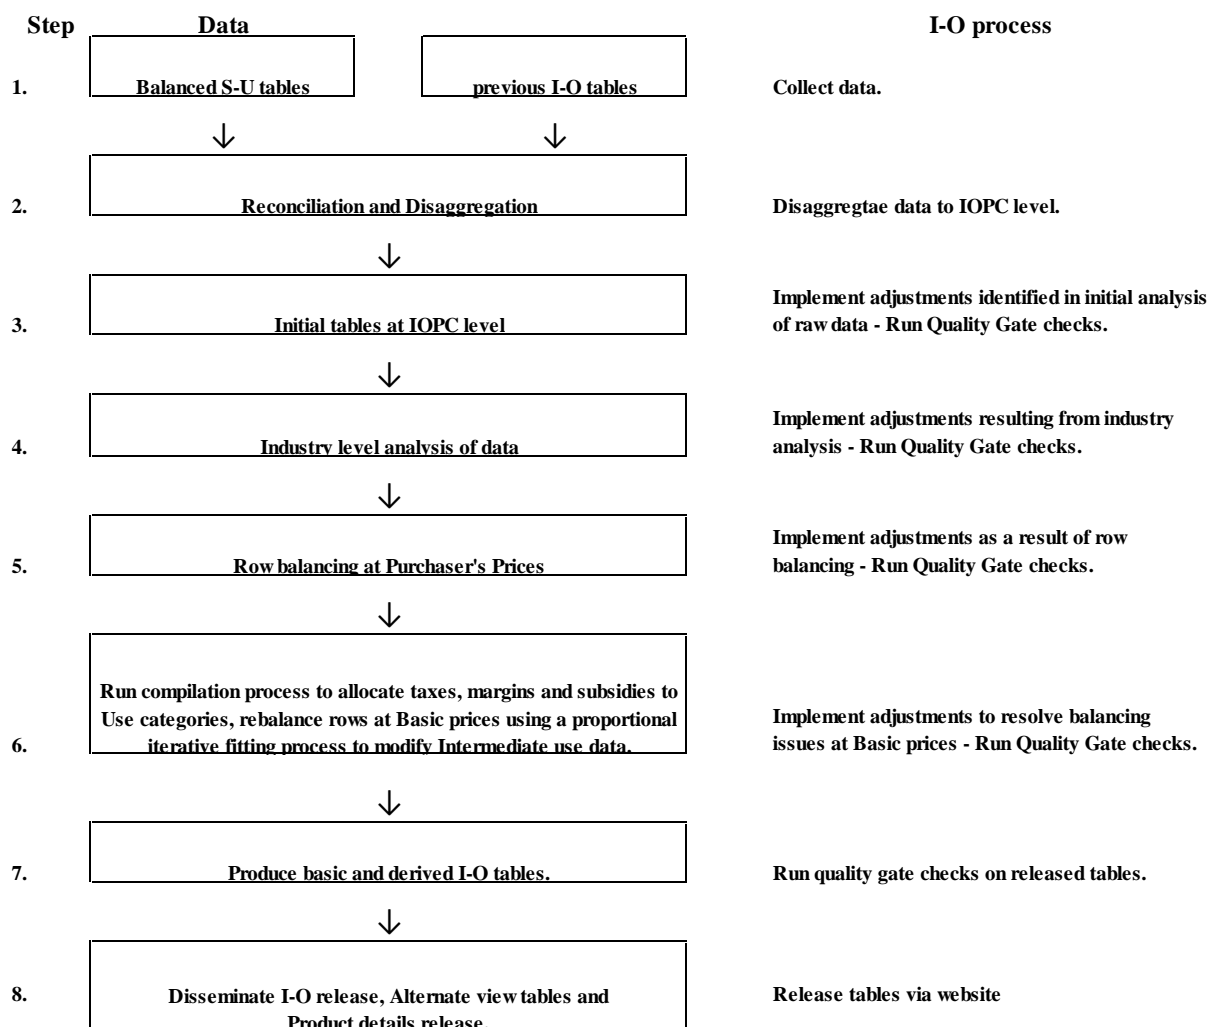 Step Data I-O process
1. Balanced S-U tables previous I-O tables Collect data.
2. Reconciliation and Disaggregation Disaggregtae data to IOPC level.
Implement adjustments identified in initial analysis
3. Initial tables at IOPC level of raw data - Run Quality Gate checks.
Implement adjustments resulting from industry
4. Industry level analysis of data analysis - Run Quality Gate checks.
Implement adjustments as a result of row
5. Row balancing at Purchaser's Prices balancing - Run Quality Gate checks.
Run compilation process to allocate taxes, margins and subsidies to
Use categories, rebalance rows at Basic prices using a proportional
Implement adjustments to resolve balancing
6. iterative fitting process to modify Intermediate use data. issues at Basic prices - Run Quality Gate checks.
7. Produce basic and derived I-O tables. Run quality gate checks on released tables.
8. Disseminate I-O release, Alternate view tables and Release tables via website
Product details release.